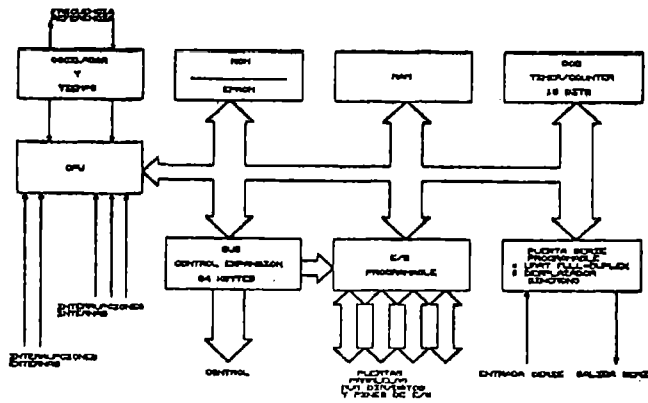 FRECUENCIA
REFERENCIA
OSCILADOR
Y
TIEMPO
ROM
EPROM
RAM
DOS
TIMER/COUNTER
16 BITS
CPU
BUS
CONTROL EXPANSION
64 KBYTES
E/S
PROGRAMABLE
PUERTA SERIE
PROGRAMABLE
UART FULL-DUPLEX
DESPLAZADOR
SINCRONO
INTERRUPCIONES
INTERNAS
INTERRUPCIONES
EXTERNAS
CONTROL
PUERTAS
PARALELAS
Y PINES DE E/S
ENTRADA SERIE
SALIDA SERIE